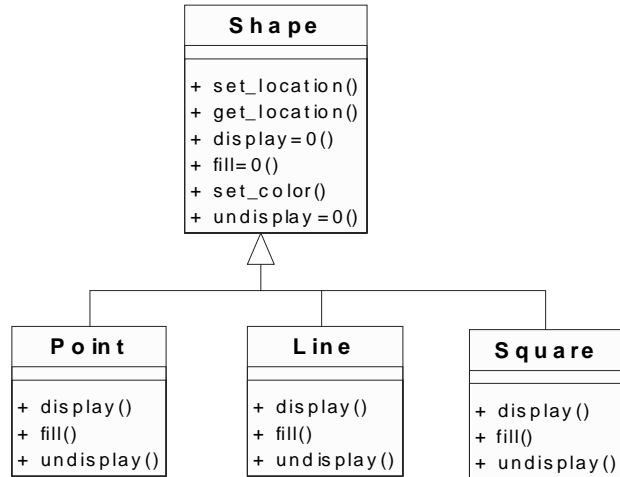 Shape
+ set_location()
+ get_location()
+ display=0()
+ fill=0()
+ set_color()
+ undisplay=0()
Point
+ display()
+ fill()
+ undisplay()
Line
+ display()
+ fill()
+ undisplay()
Square
+ display()
+ fill()
+ undisplay()